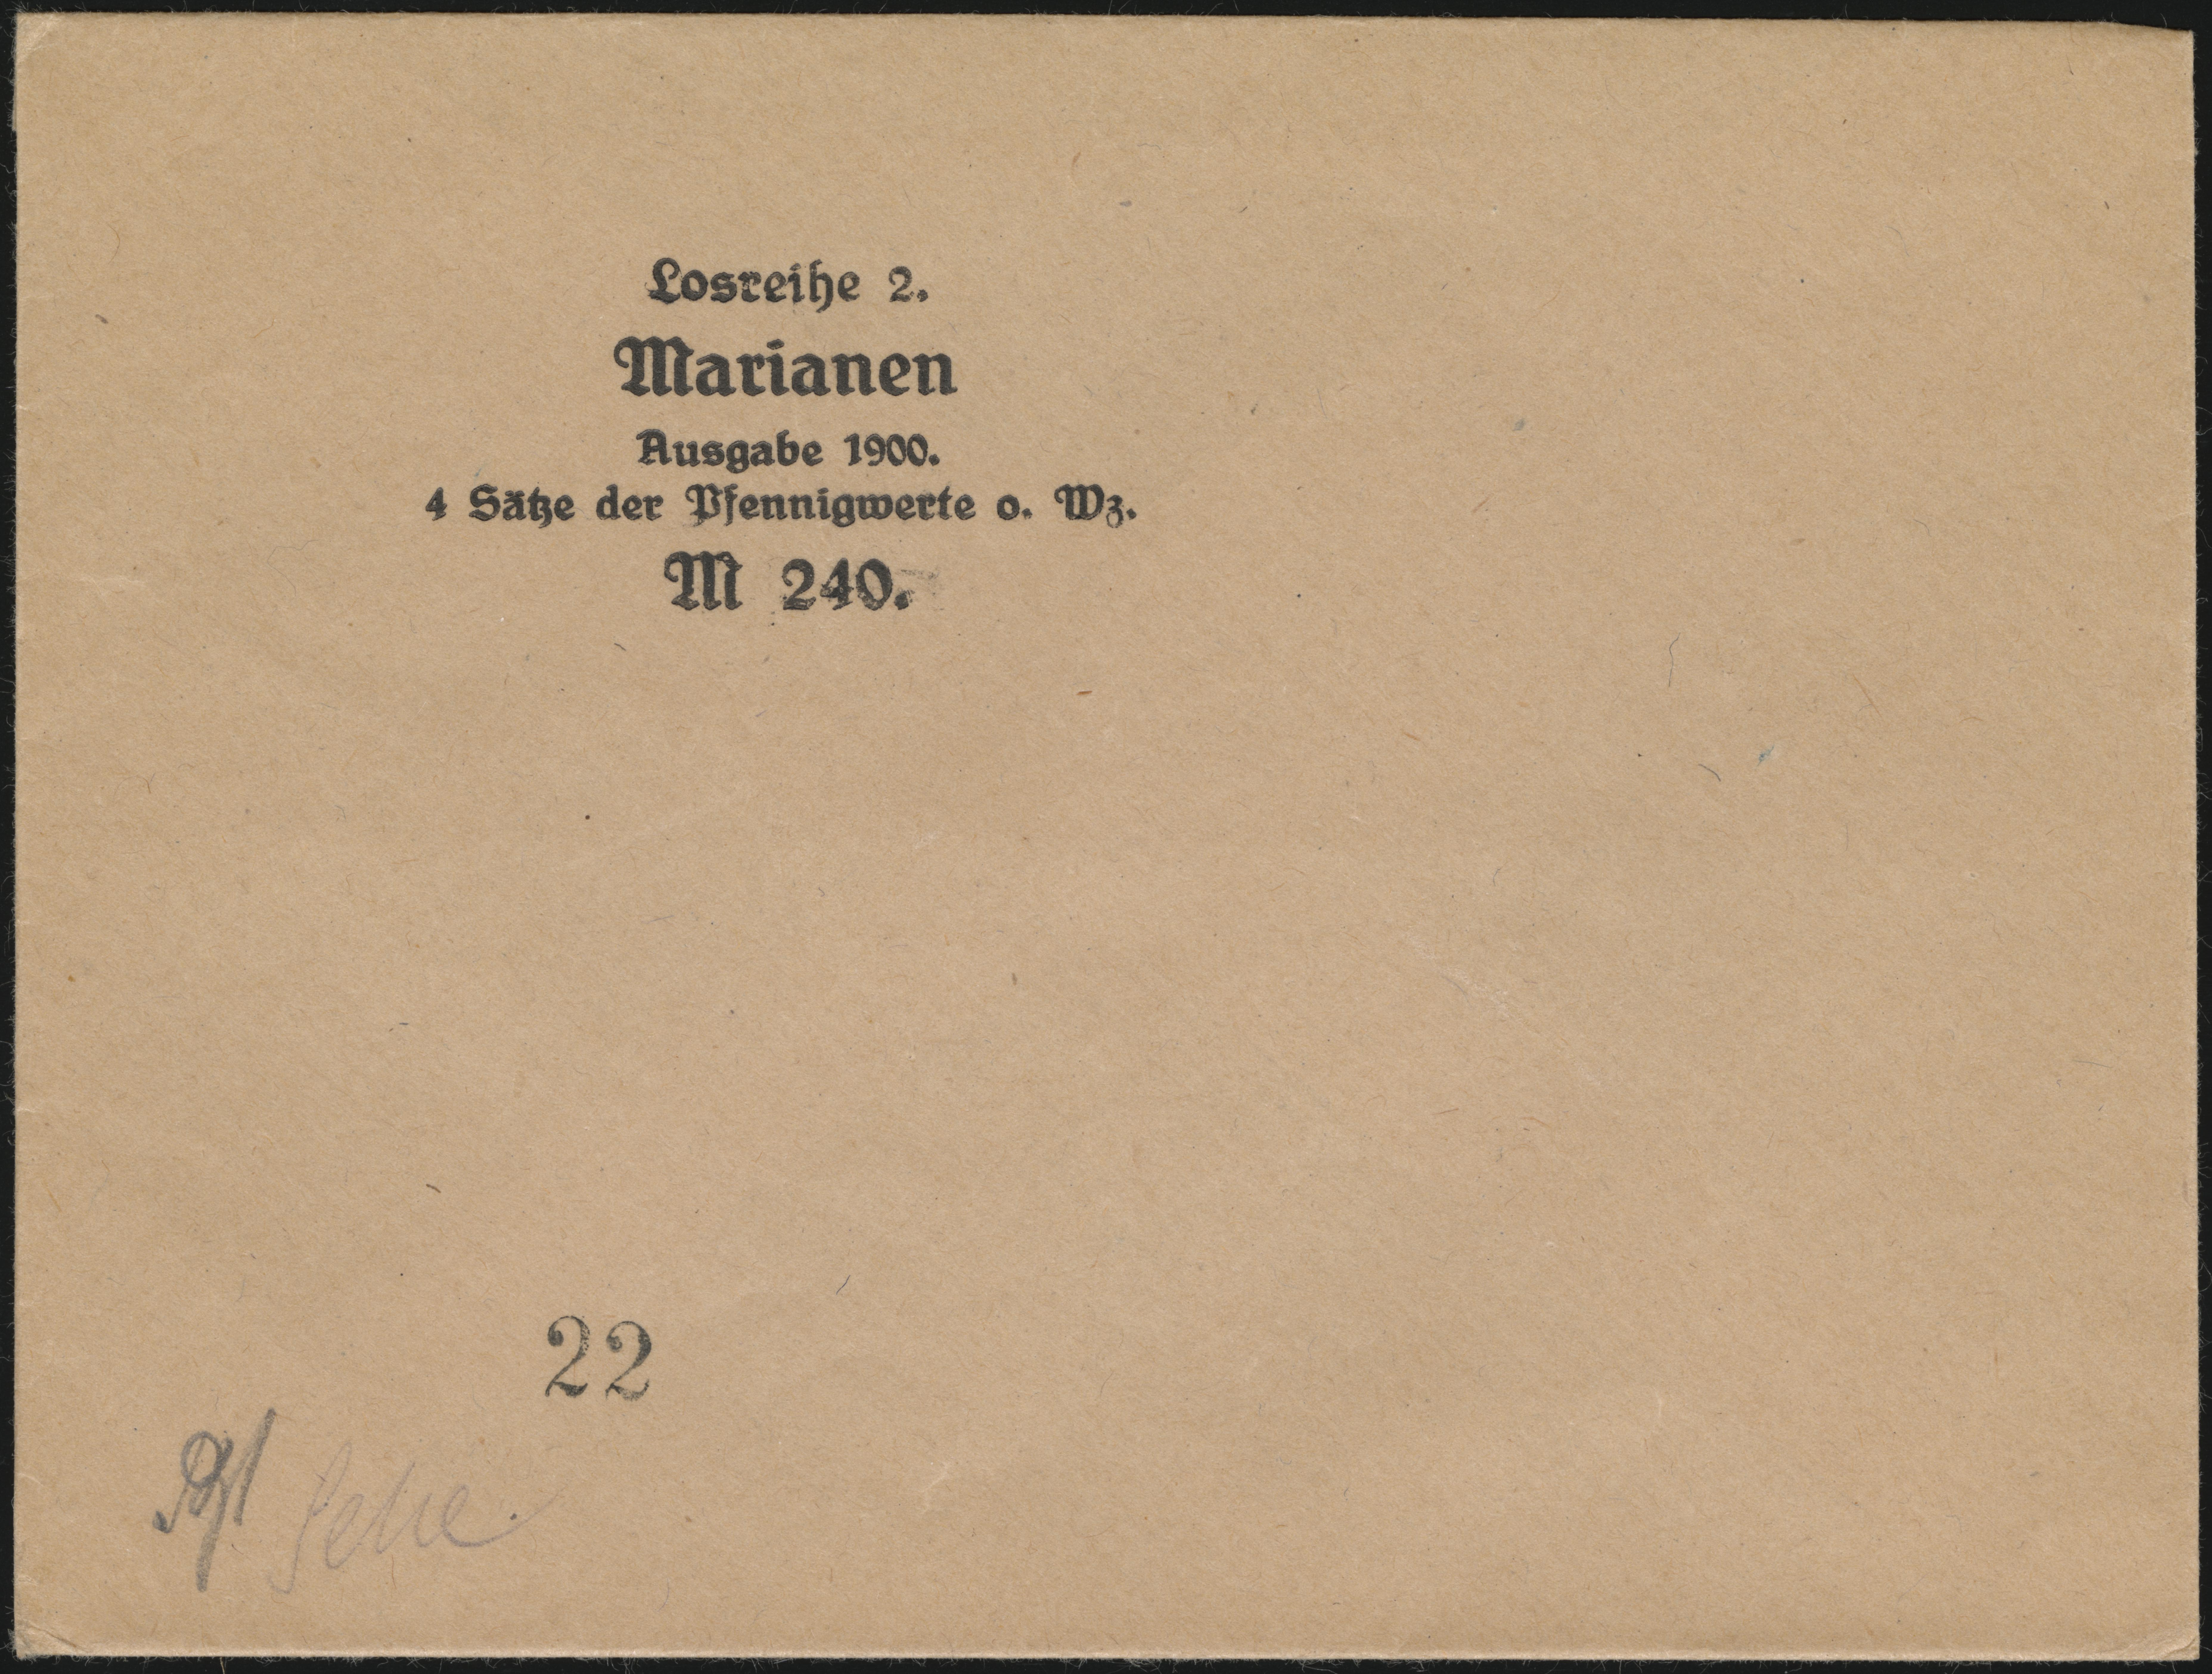 Losreihe 2.
Marianen
Ausgabe 1900.
4 Sätze der Pfennigwerte o. Wz.
M 240.
22